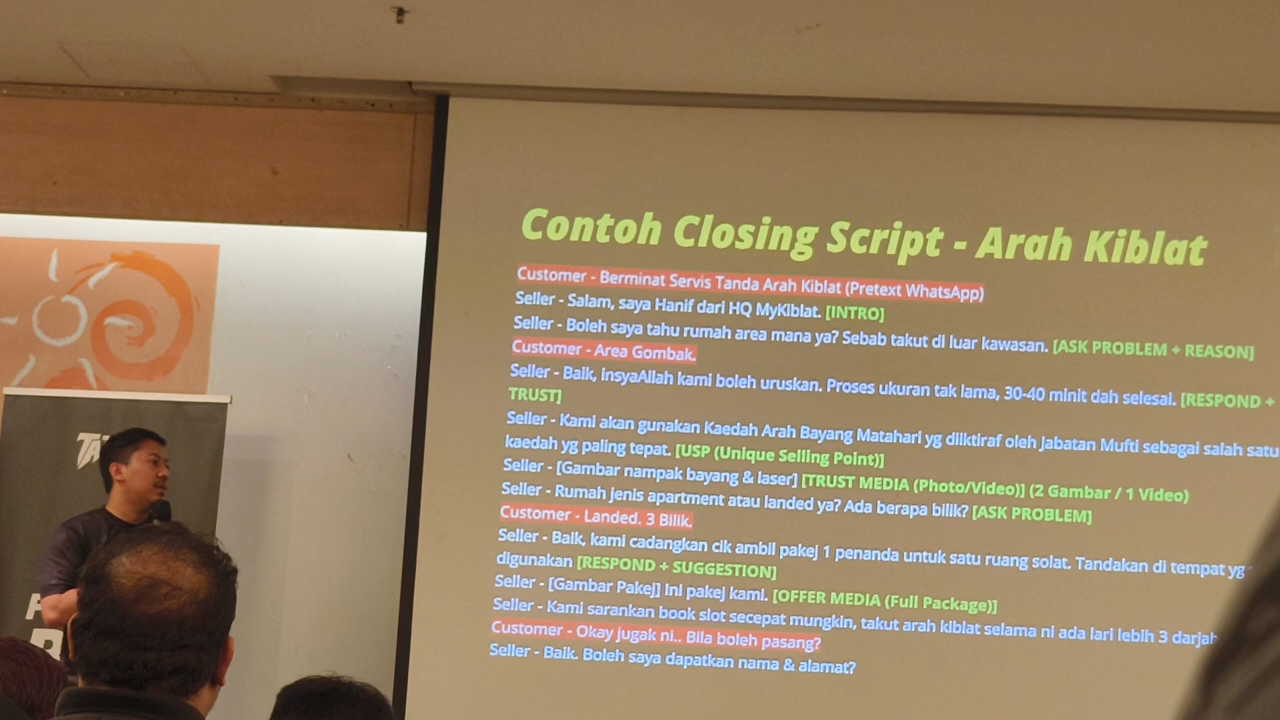 Contoh Closing Script - Arah Kiblat
Customer - Berminat Servis Tanda Arah Kiblat (Pretext WhatsApp)
Seller - Salam, saya Hanif dari HQ MyKiblat. [INTRO]
Seller - Boleh saya tahu rumah area mana ya? Sebab takut di luar kawasan. [ASK PROBLEM + REASON]
Customer - Area Gombak.
Seller - Baik, insyaAllah kami boleh uruskan. Proses ukuran tak lama, 30-40 minit dah selesai. [RESPOND +
TRUST]
Seller - Kami akan gunakan Kaedah Arah Bayang Matahari yg diiktiraf oleh Jabatan Mufti sebagai salah satu
kaedah yg paling tepat. [USP (Unique Selling Point)]
Seller - [Gambar nampak bayang & laser] [TRUST MEDIA (Photo/Video)] (2 Gambar / 1 Video)
Seller - Rumah jenis apartment atau landed ya? Ada berapa bilik? [ASK PROBLEM]
Customer - Landed. 3 Bilik.
Seller - Baik, kami cadangkan cik ambil pakej 1 penanda untuk satu ruang solat. Tandakan di tempat yg
digunakan [RESPOND + SUGGESTION]
Seller - [Gambar Pakej] Ini pakej kami. [OFFER MEDIA (Full Package)]
Seller - Kami sarankan book slot secepat mungkin, takut arah kiblat selama ni ada lari lebih 3 darjah
Customer - Okay jugak ni.. Bila boleh pasang?
Seller - Baik. Boleh saya dapatkan nama & alamat?